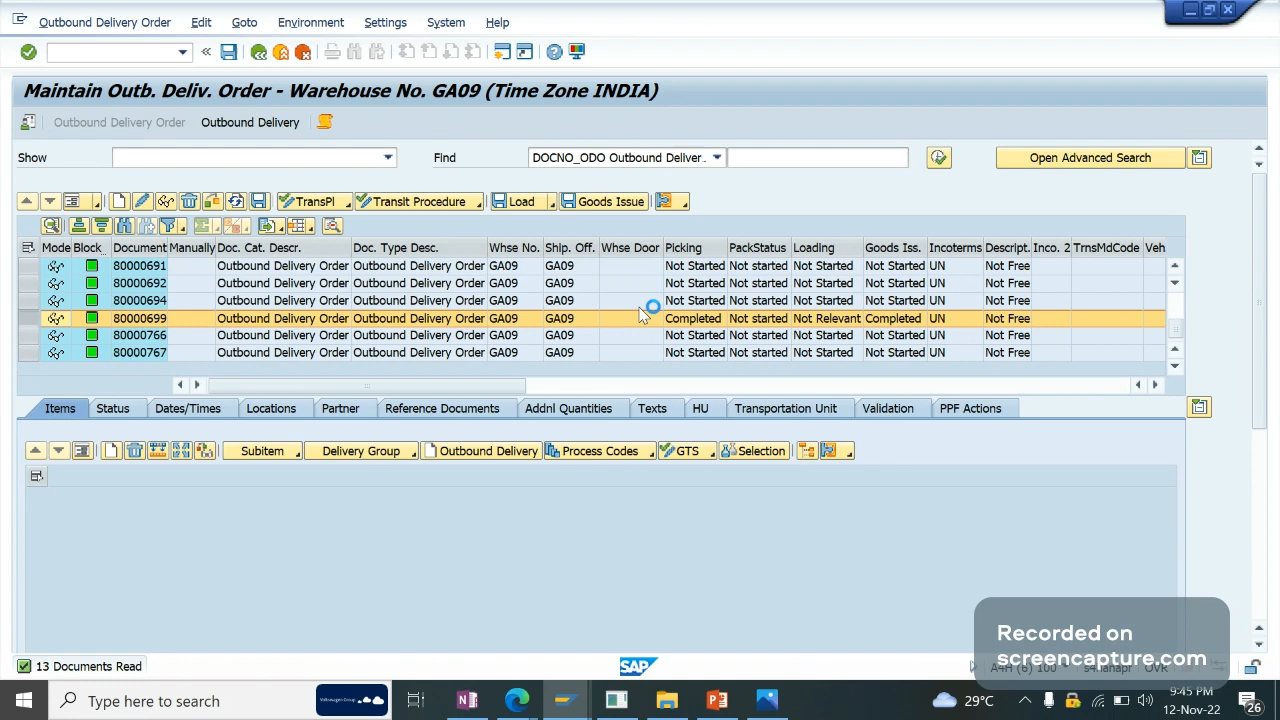 Outbound Delivery Order Edit Goto Environment Settings System Help
Maintain Outb. Deliv. Order - Warehouse No. GA09 (Time Zone INDIA)
Outbound Delivery Order Outbound Delivery
Show Find DOCNO_ODO Outbound Deliver. Open Advanced Search
TransPl Transit Procedure Load Goods Issue
Mode Block Document Manually Doc. Cat. Descr. Doc. Type Desc. Whse No. Ship. Off. Whse Door Picking PackStatus Loading Goods Iss. Incoterms Descript. Inco. 2 TrnsMdCode Veh
80000691 Outbound Delivery Order Outbound Delivery Order GA09 GA09 Not Started Not started Not Started Not Started UN Not Free
80000692 Outbound Delivery Order Outbound Delivery Order GA09 GA09 Not Started Not started Not Started Not Started UN Not Free
80000694 Outbound Delivery Order Outbound Delivery Order GA09 GA09 Not Started Not started Not Started Not Started UN Not Free
80000699 Outbound Delivery Order Outbound Delivery Order GA09 GA09 Completed Not started Not Relevant Completed UN Not Free
80000766 Outbound Delivery Order Outbound Delivery Order GA09 GA09 Not Started Not started Not Started Not Started UN Not Free
80000767 Outbound Delivery Order Outbound Delivery Order GA09 GA09 Not Started Not started Not Started Not Started UN Not Free
Items Status Dates/Times Locations Partner Reference Documents Addnl Quantities Texts HU Transportation Unit Validation PPF Actions
Subitem Delivery Group Outbound Delivery Process Codes GTS Selection
Recorded on
screencapture.com
13 Documents Read SAP A4H (6) 100 OVR
Type here to search 29°C 9:45 PM
12-Nov-22 26